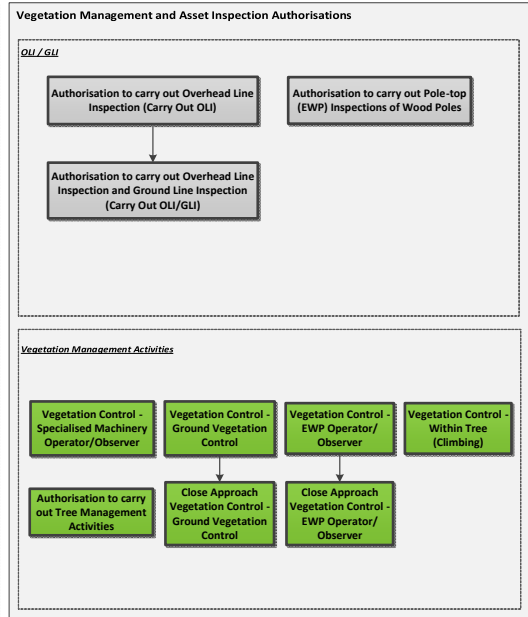 Vegetation Management and Asset Inspection Authorisations
OLI / GLI
Authorisation to carry out Overhead Line
Inspection (Carry Out OLI)
Authorisation to carry out Pole-top
(EWP) Inspections of Wood Poles
Authorisation to carry out Overhead Line
Inspection and Ground Line Inspection
(Carry Out OLI/GLI)
Vegetation Management Activities
Vegetation Control -
Specialised Machinery
Operator/Observer
Vegetation Control -
Ground Vegetation
Control
Vegetation Control -
EWP Operator/
Observer
Vegetation Control -
Within Tree
(Climbing)
Authorisation to carry
out Tree Management
Activities
Close Approach
Vegetation Control -
Ground Vegetation
Control
Close Approach
Vegetation Control -
EWP Operator/
Observer